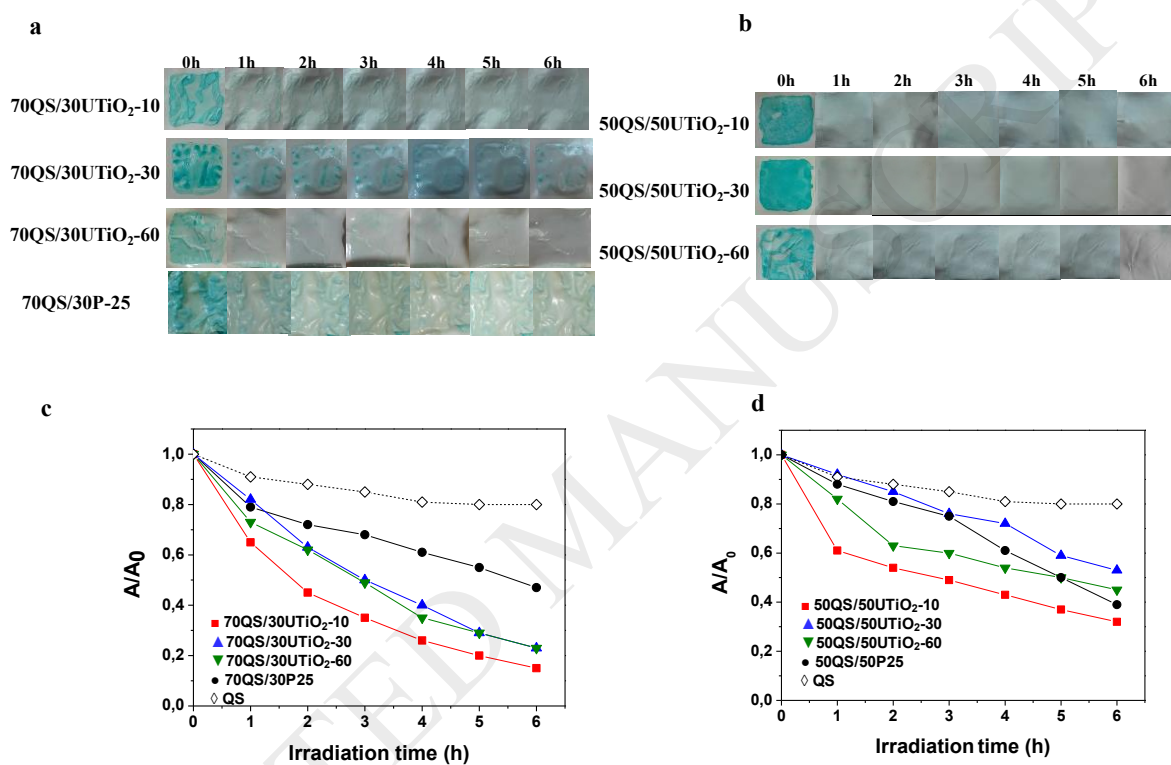 a
0h 1h 2h 3h 4h 5h 6h
70QS/30UTiO₂-10
70QS/30UTiO₂-30
70QS/30UTiO₂-60
70QS/30P-25
b
0h 1h 2h 3h 4h 5h 6h
50QS/50UTiO₂-10
50QS/50UTiO₂-30
50QS/50UTiO₂-60
c
A/A₀
1,0
0,8
0,6
0,4
0,2
0,0
70QS/30UTiO₂-10
70QS/30UTiO₂-30
70QS/30UTiO₂-60
70QS/30P25
QS
0 1 2 3 4 5 6
Irradiation time (h)
d
A/A₀
1,0
0,8
0,6
0,4
0,2
0,0
50QS/50UTiO₂-10
50QS/50UTiO₂-30
50QS/50UTiO₂-60
50QS/50P25
QS
0 1 2 3 4 5 6
Irradiation time (h)
TED MANUSCRIP